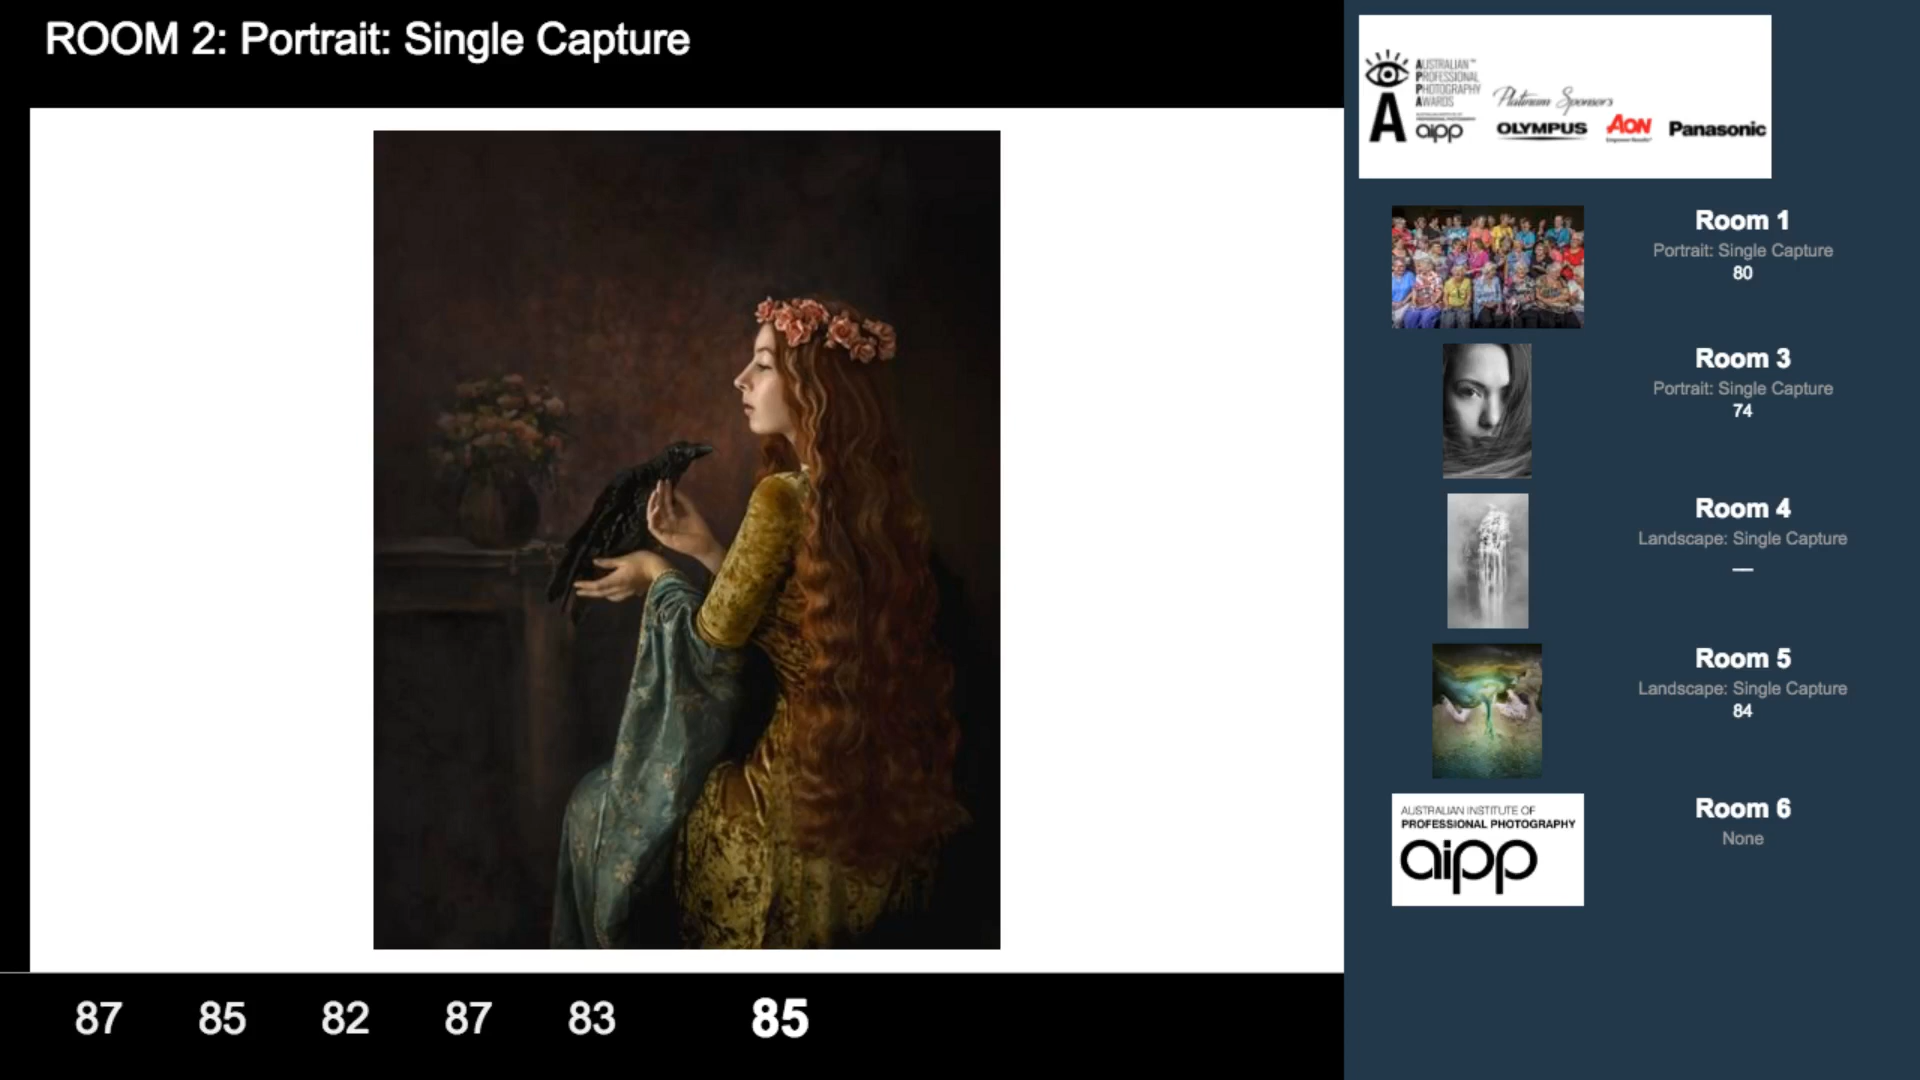 ROOM 2: Portrait: Single Capture
87 85 82 87 83 85
AUSTRALIAN™
PROFESSIONAL
PHOTOGRAPHY
AWARDS
aipp
Platinum Sponsors
OLYMPUS AON Panasonic
Room 1
Portrait: Single Capture
80
Room 3
Portrait: Single Capture
74
Room 4
Landscape: Single Capture
—
Room 5
Landscape: Single Capture
84
AUSTRALIAN INSTITUTE OF
PROFESSIONAL PHOTOGRAPHY
aipp
Room 6
None